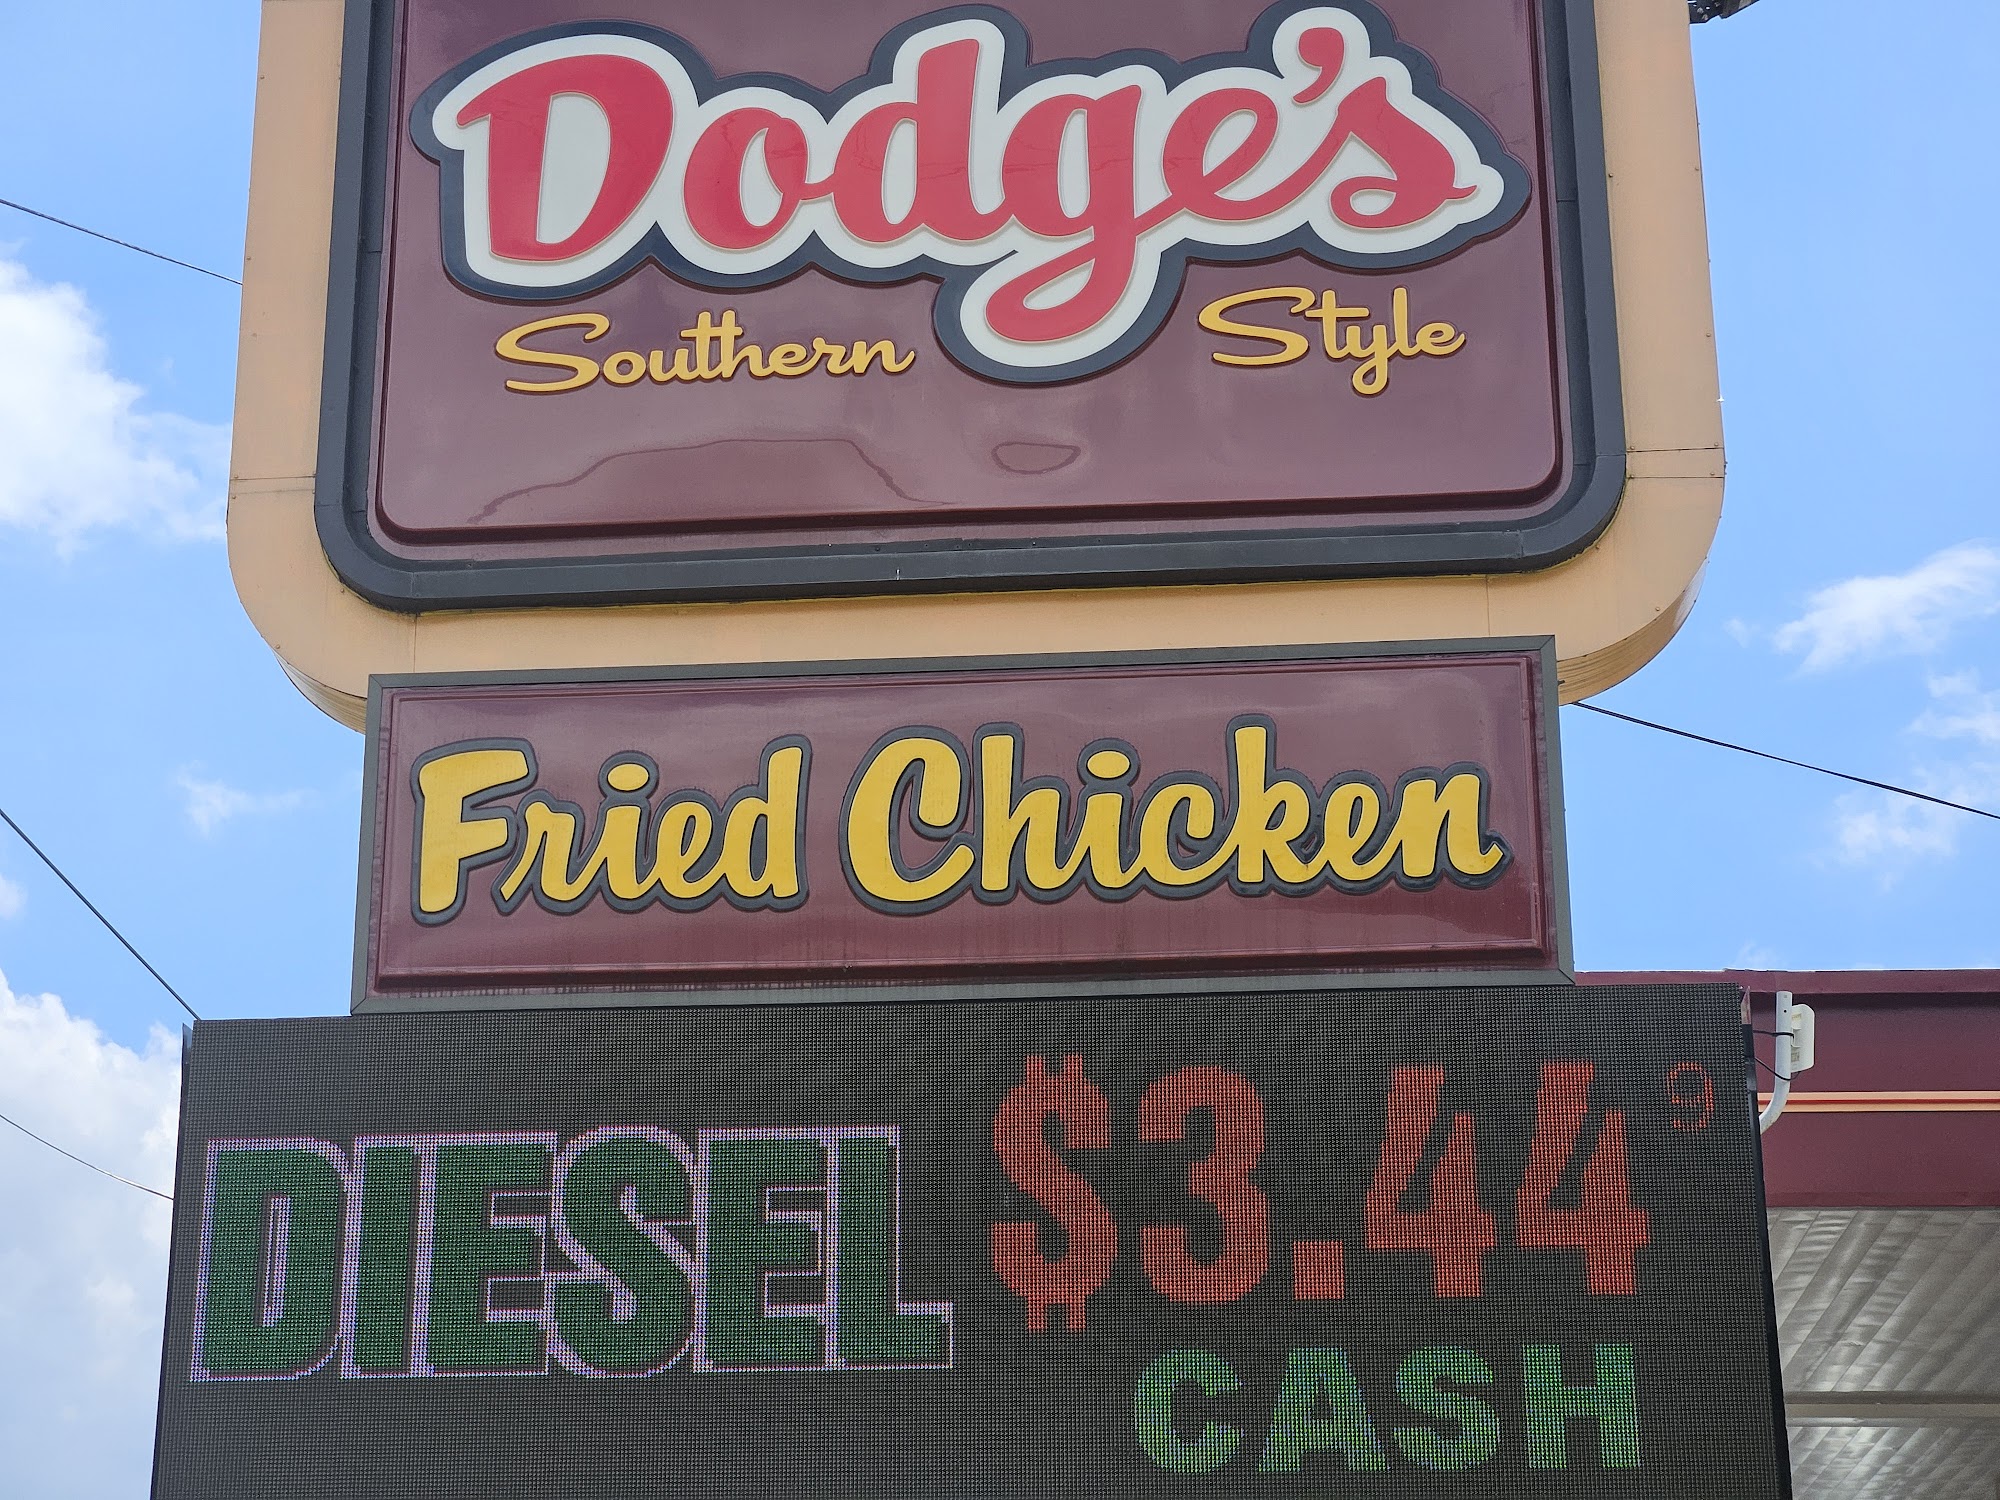 Dodge's
Southern Style
Fried Chicken
DIESEL $3.44 9
CASH